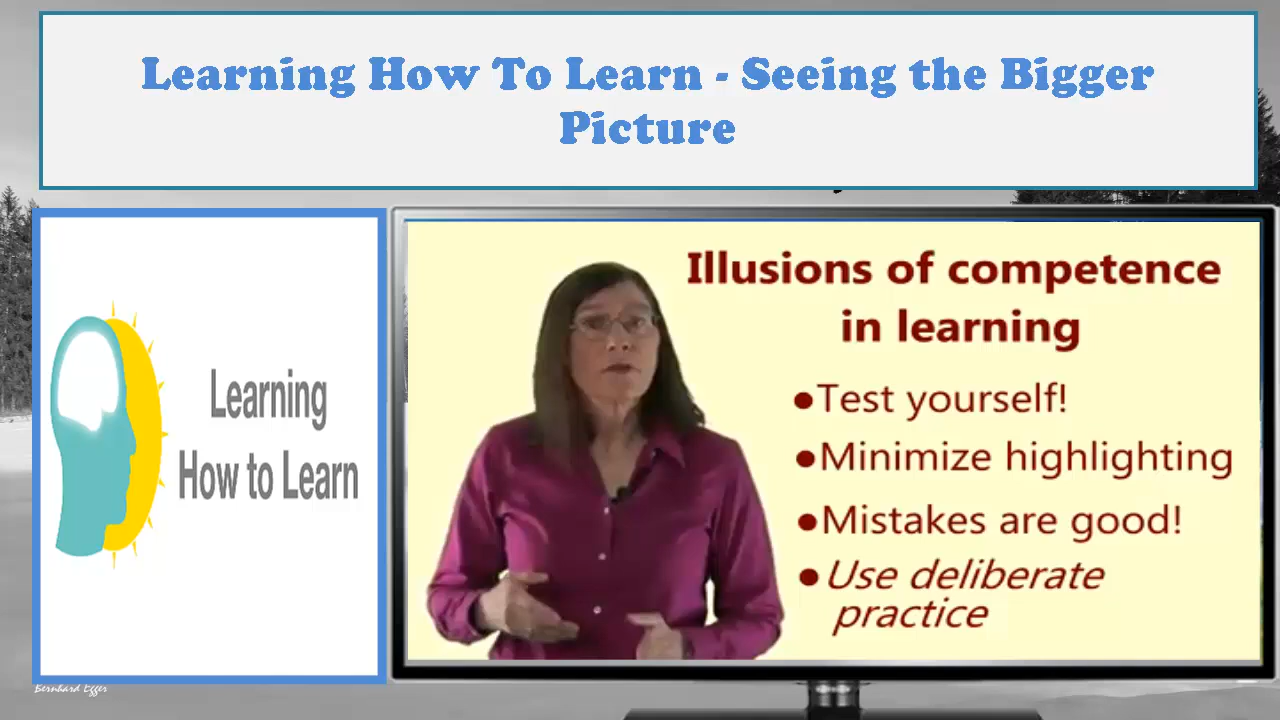 Learning How To Learn - Seeing the Bigger
Picture
Learning
How to Learn
Illusions of competence
in learning
●Test yourself!
●Minimize highlighting
●Mistakes are good!
●Use deliberate
practice
Bernhard Egger